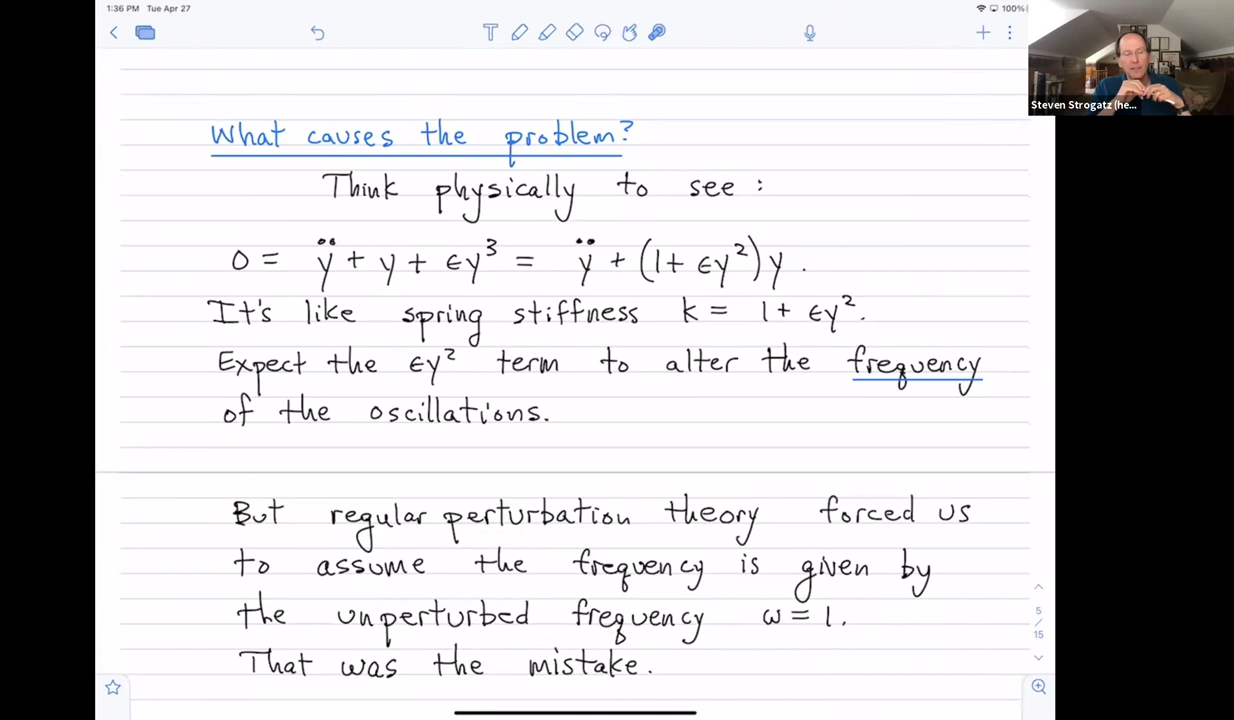 1:36 PM Tue Apr 27
100%
T
Steven Strogatz (he...
What causes the problem?
Think physically to see :
0 = ÿ + y + εy³ = ÿ + (1 + εy²)y .
It's like spring stiffness k = 1 + εy².
Expect the εy² term to alter the frequency
of the oscillations.
But regular perturbation theory forced us
to assume the frequency is given by
the unperturbed frequency ω = 1.
That was the mistake.
5
/
15